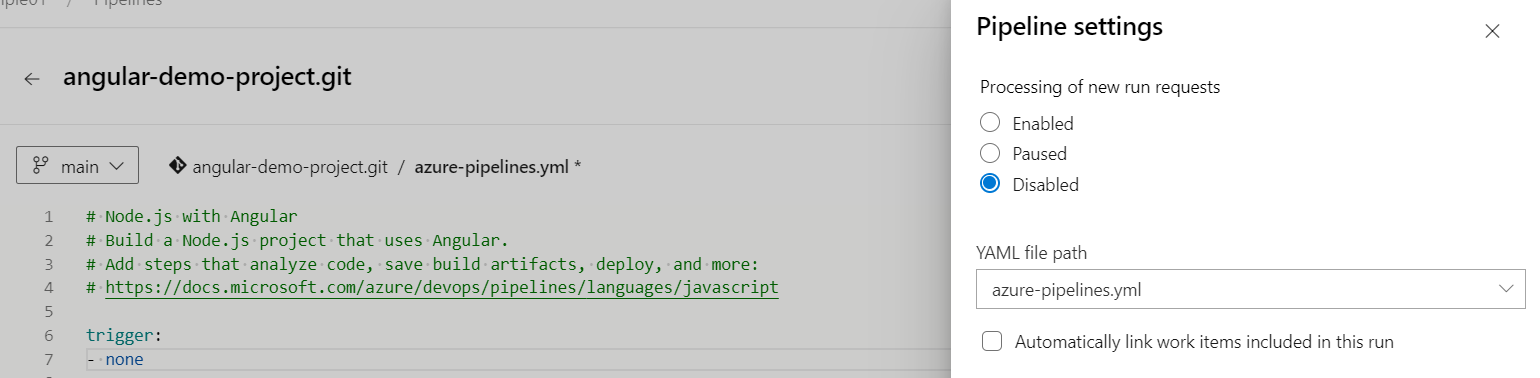 / Pipelines
angular-demo-project.git
main
angular-demo-project.git / azure-pipelines.yml *
1 # Node.js with Angular
2 # Build a Node.js project that uses Angular.
3 # Add steps that analyze code, save build artifacts, deploy, and more:
4 # https://docs.microsoft.com/azure/devops/pipelines/languages/javascript
5
6 trigger:
7 - none
Pipeline settings
Processing of new run requests
Enabled
Paused
Disabled
YAML file path
azure-pipelines.yml
Automatically link work items included in this run